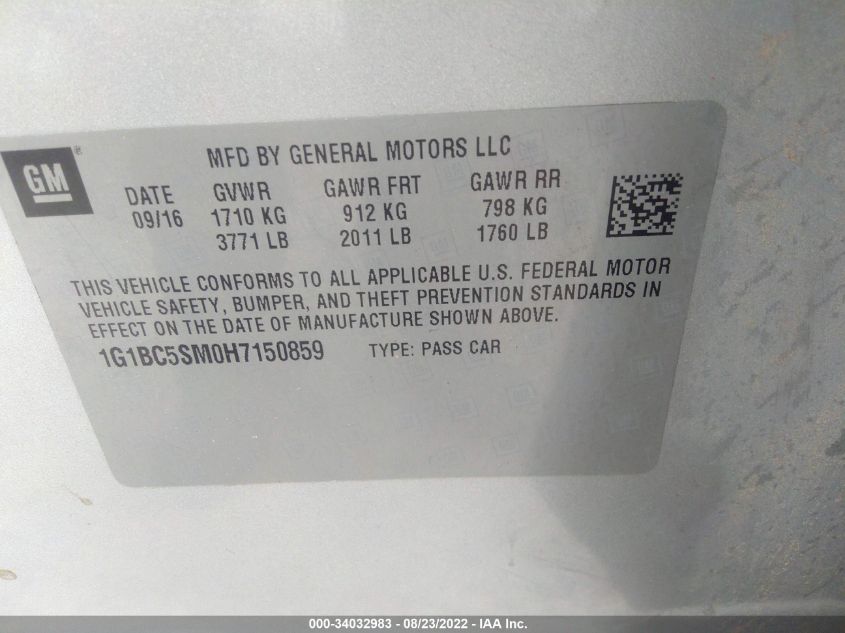 GM®
MFD BY GENERAL MOTORS LLC
DATE GVWR GAWR FRT GAWR RR
09/16 1710 KG 912 KG 798 KG
3771 LB 2011 LB 1760 LB
THIS VEHICLE CONFORMS TO ALL APPLICABLE U.S. FEDERAL MOTOR
VEHICLE SAFETY, BUMPER, AND THEFT PREVENTION STANDARDS IN
EFFECT ON THE DATE OF MANUFACTURE SHOWN ABOVE.
1G1BC5SM0H7150859 TYPE: PASS CAR
000-34032983 - 08/23/2022 - IAA Inc.